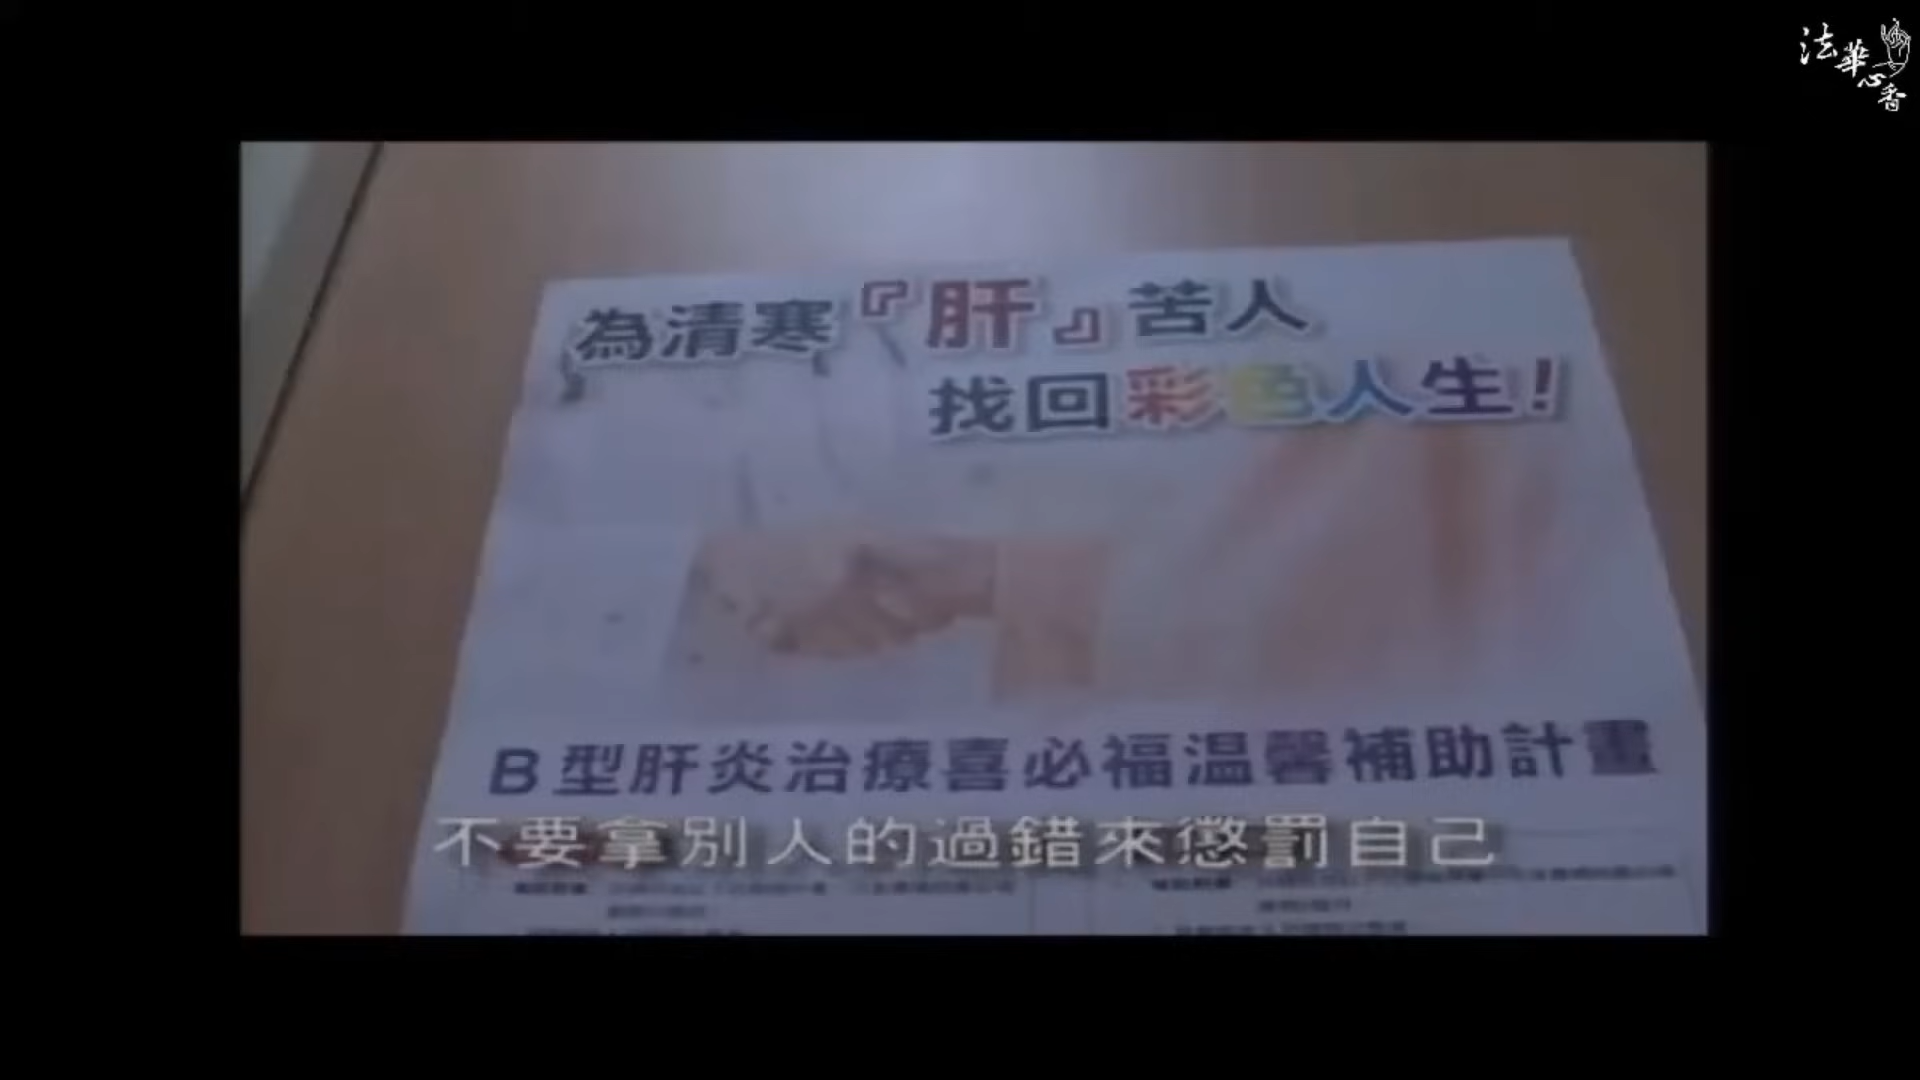 法華心香
為清寒『肝』苦人
找回彩色人生!
B型肝炎治療喜必福溫馨補助計畫
不要拿別人的過錯來懲罰自己